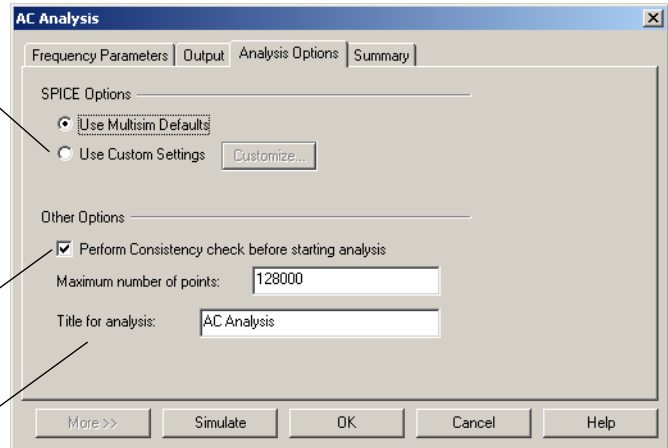 AC Analysis
Frequency Parameters Output Analysis Options Summary
SPICE Options
Use Multisim Defaults
Use Custom Settings Customize...
Other Options
Perform Consistency check before starting analysis
Maximum number of points: 128000
Title for analysis: AC Analysis
More >> Simulate OK Cancel Help